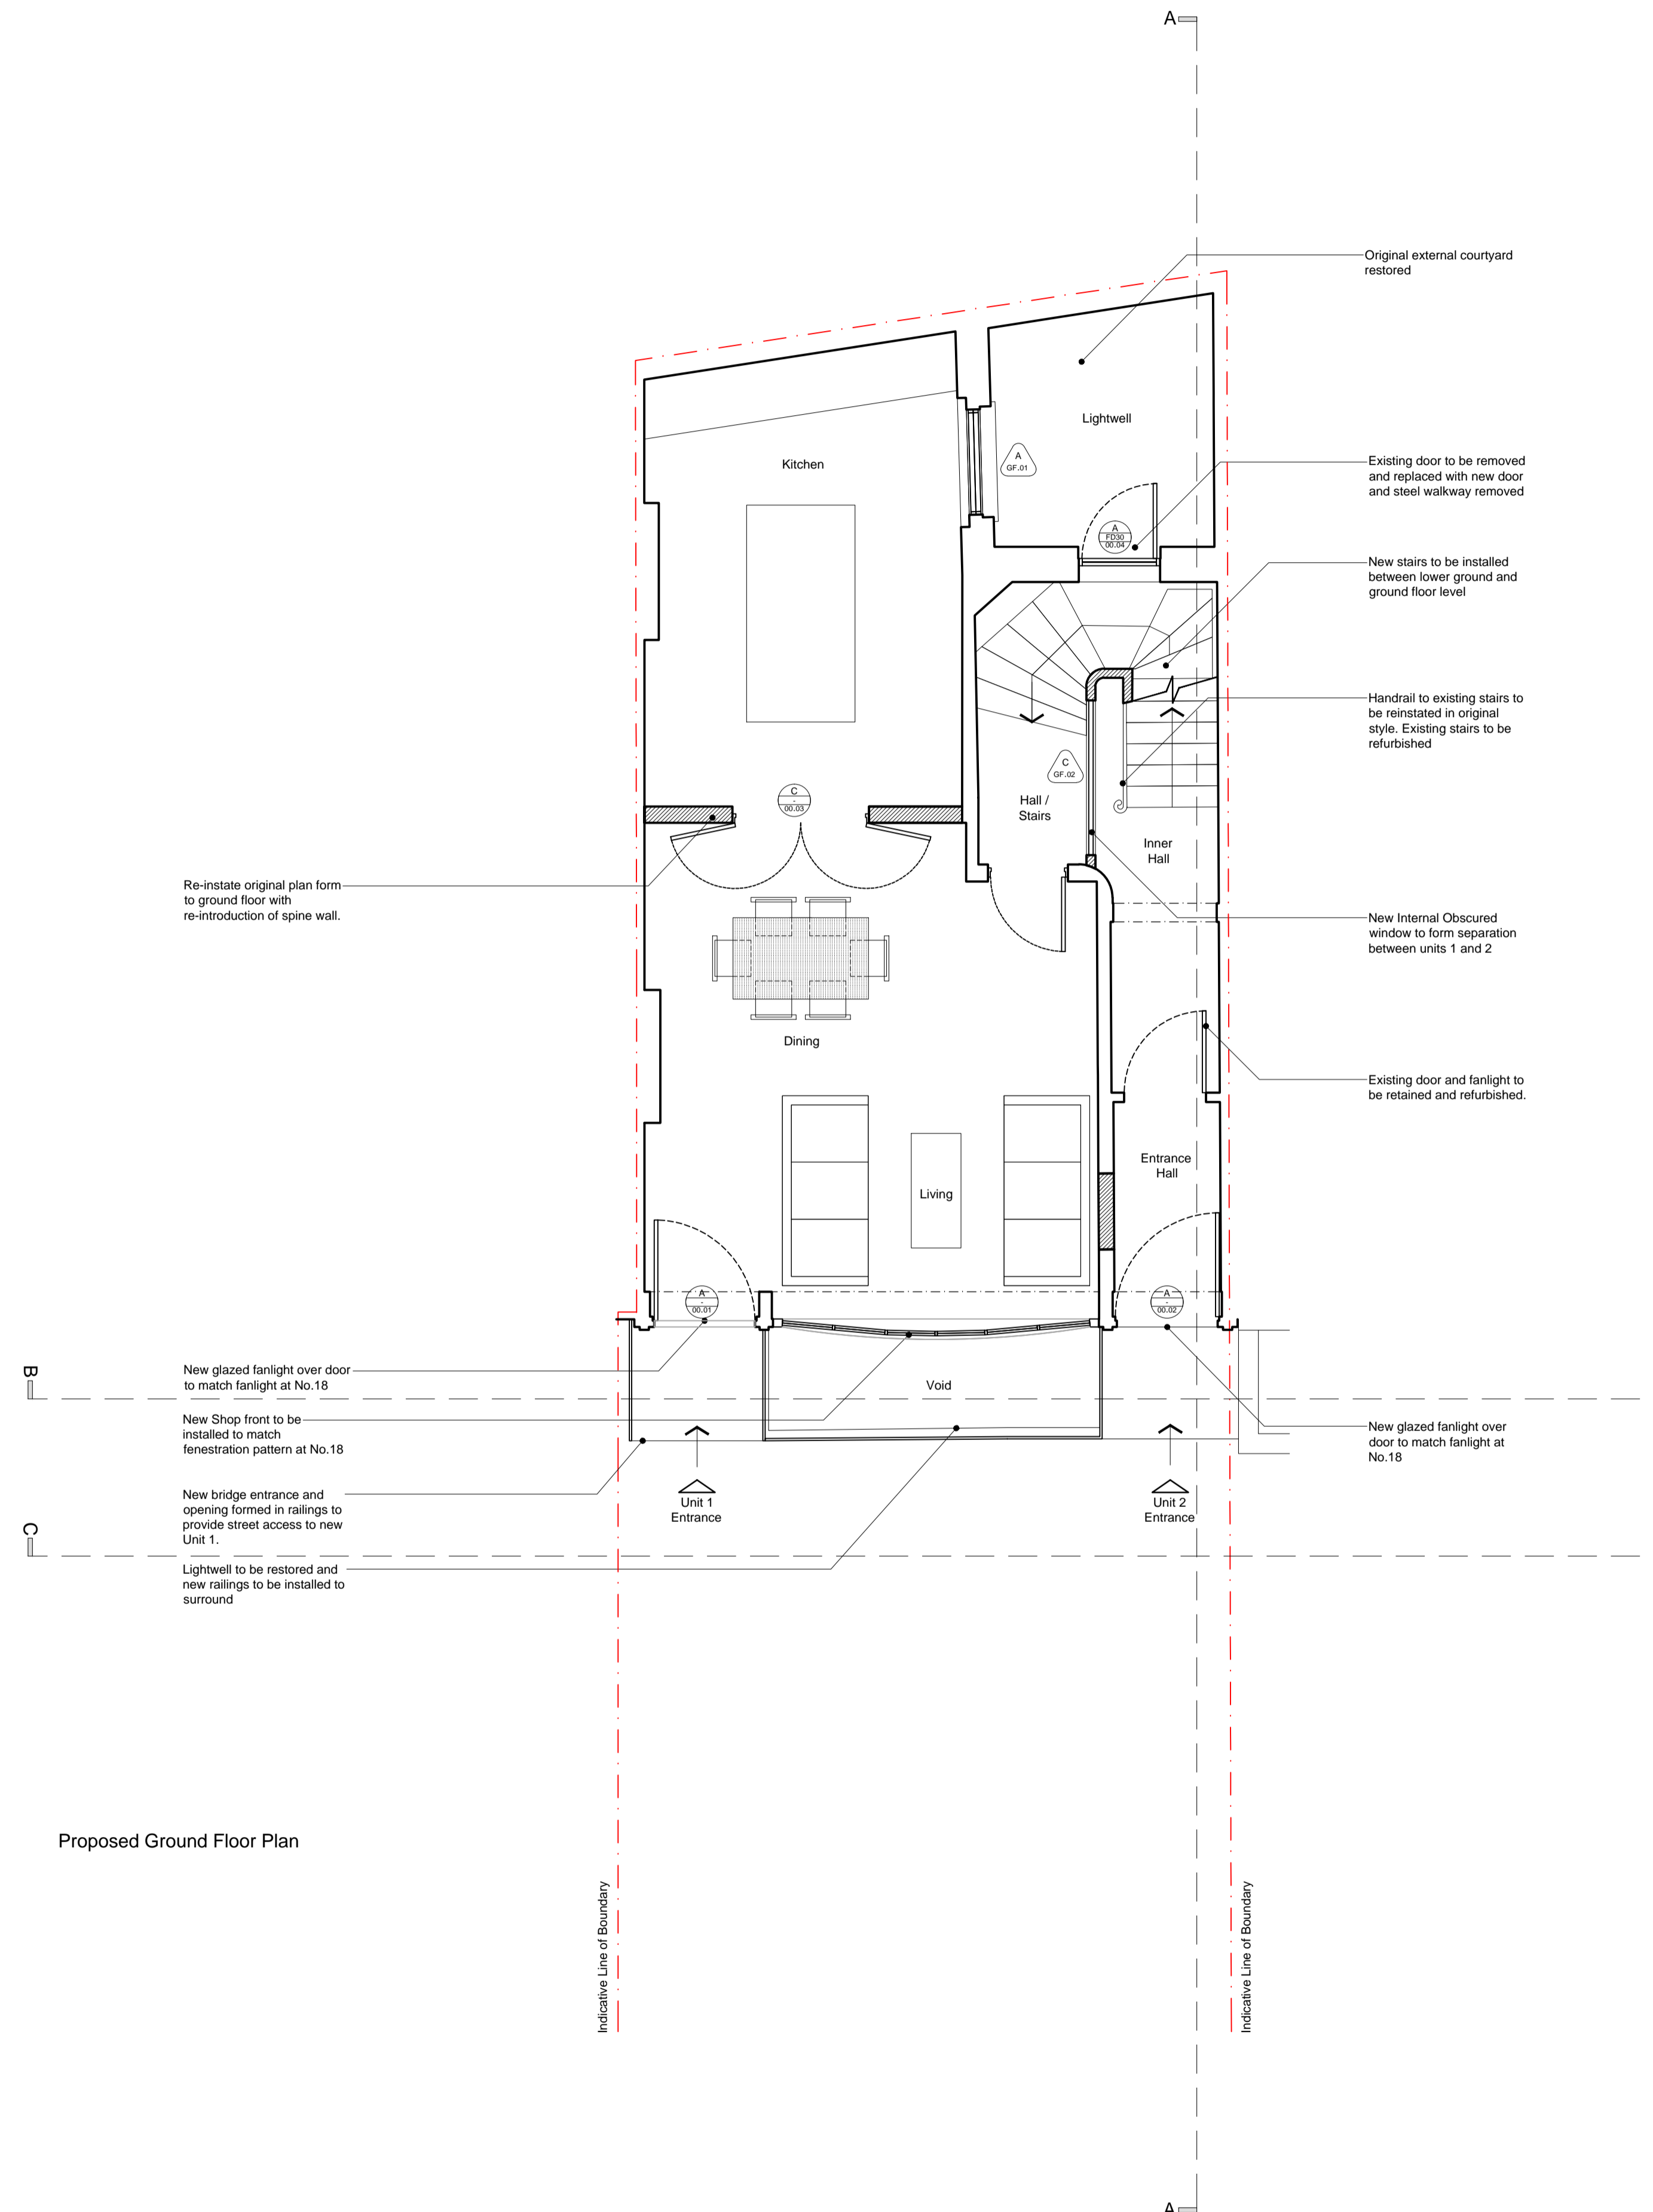 A
Original external courtyard
restored
Lightwell
Kitchen
A
GF.01
Existing door to be removed
and replaced with new door
and steel walkway removed
A
FD30
00.04
New stairs to be installed
between lower ground and
ground floor level
Handrail to existing stairs to
be reinstated in original
style. Existing stairs to be
refurbished
C
GF.02
C
-
00.03
Hall /
Stairs
Inner
Hall
Re-instate original plan form
to ground floor with
re-introduction of spine wall.
New Internal Obscured
window to form separation
between units 1 and 2
Dining
Existing door and fanlight to
be retained and refurbished.
Entrance
Hall
Living
A
-
00.01
A
-
00.02
B
New glazed fanlight over door
to match fanlight at No.18
Void
New Shop front to be
installed to match
fenestration pattern at No.18
New glazed fanlight over
door to match fanlight at
No.18
New bridge entrance and
opening formed in railings to
provide street access to new
Unit 1.
Unit 1
Entrance
Unit 2
Entrance
C
Lightwell to be restored and
new railings to be installed to
surround
Proposed Ground Floor Plan
Indicative Line of Boundary
Indicative Line of Boundary
A